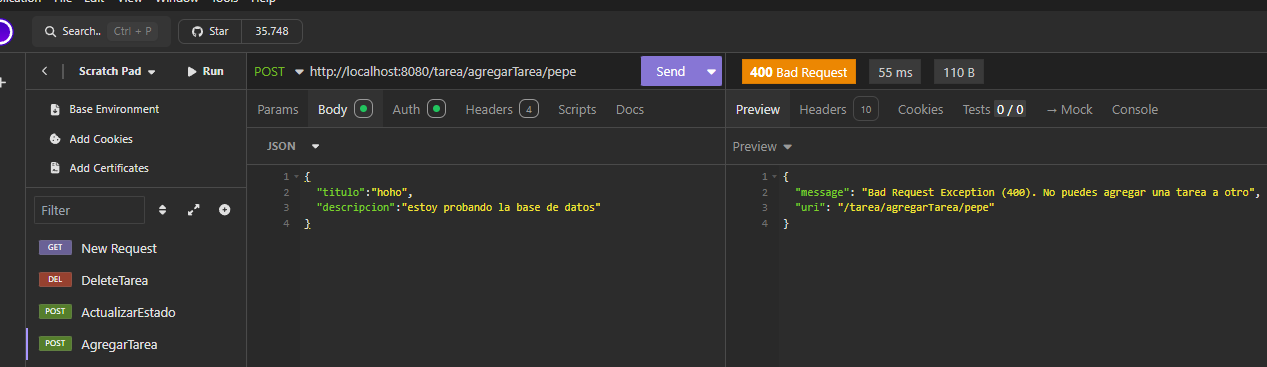 plication File Edit View Window Tools Help
Search.. Ctrl + P Star 35.748
Scratch Pad Run
Base Environment
Add Cookies
Add Certificates
Filter
GET New Request
DEL DeleteTarea
POST ActualizarEstado
POST AgregarTarea
POST http://localhost:8080/tarea/agregarTarea/pepe Send
Params Body Auth Headers 4 Scripts Docs
JSON
1 {
2 "titulo":"hoho",
3 "descripcion":"estoy probando la base de datos"
4 }
400 Bad Request 55 ms 110 B
Preview Headers 10 Cookies Tests 0 / 0 → Mock Console
Preview
1 {
2 "message": "Bad Request Exception (400). No puedes agregar una tarea a otro",
3 "uri": "/tarea/agregarTarea/pepe"
4 }